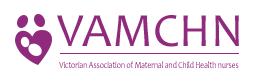 VAMCHN
Victorian Association of Maternal and Child Health nurses